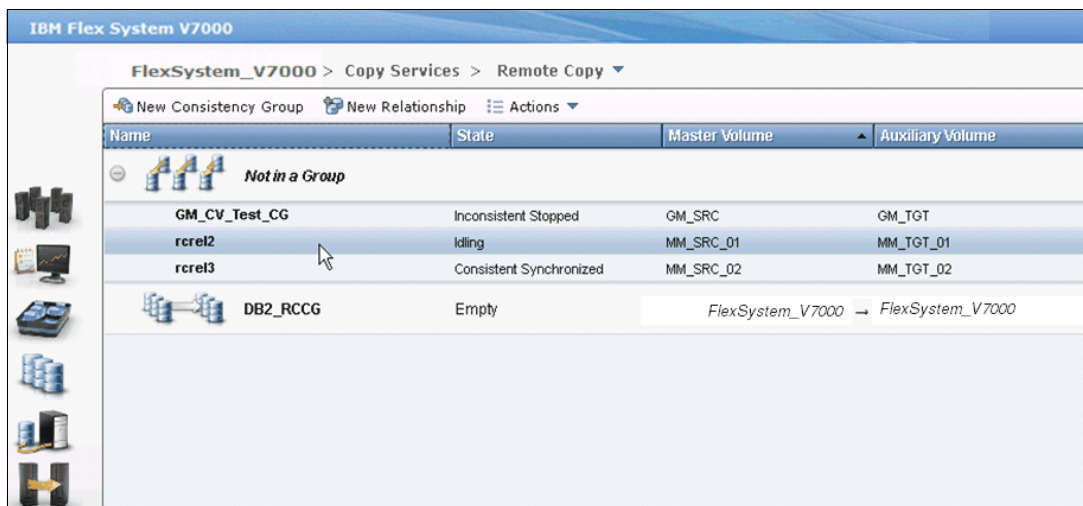 IBM Flex System V7000
FlexSystem_V7000 > Copy Services > Remote Copy
New Consistency Group New Relationship Actions
Name State Master Volume Auxiliary Volume
Not in a Group
GM_CV_Test_CG Inconsistent Stopped GM_SRC GM_TGT
rcrel2 Idling MM_SRC_01 MM_TGT_01
rcrel3 Consistent Synchronized MM_SRC_02 MM_TGT_02
DB2_RCCG Empty FlexSystem_V7000 → FlexSystem_V7000